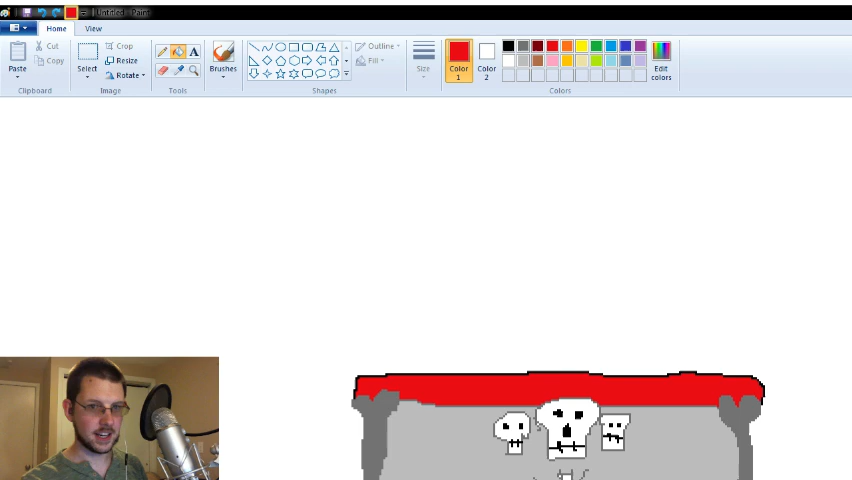 Untitled - Paint
Home View
Paste
Cut
Copy
Clipboard
Select
Crop
Resize
Rotate
Image
A
Tools
Brushes
Outline
Fill
Shapes
Size
Color 1
Color 2
Edit colors
Colors